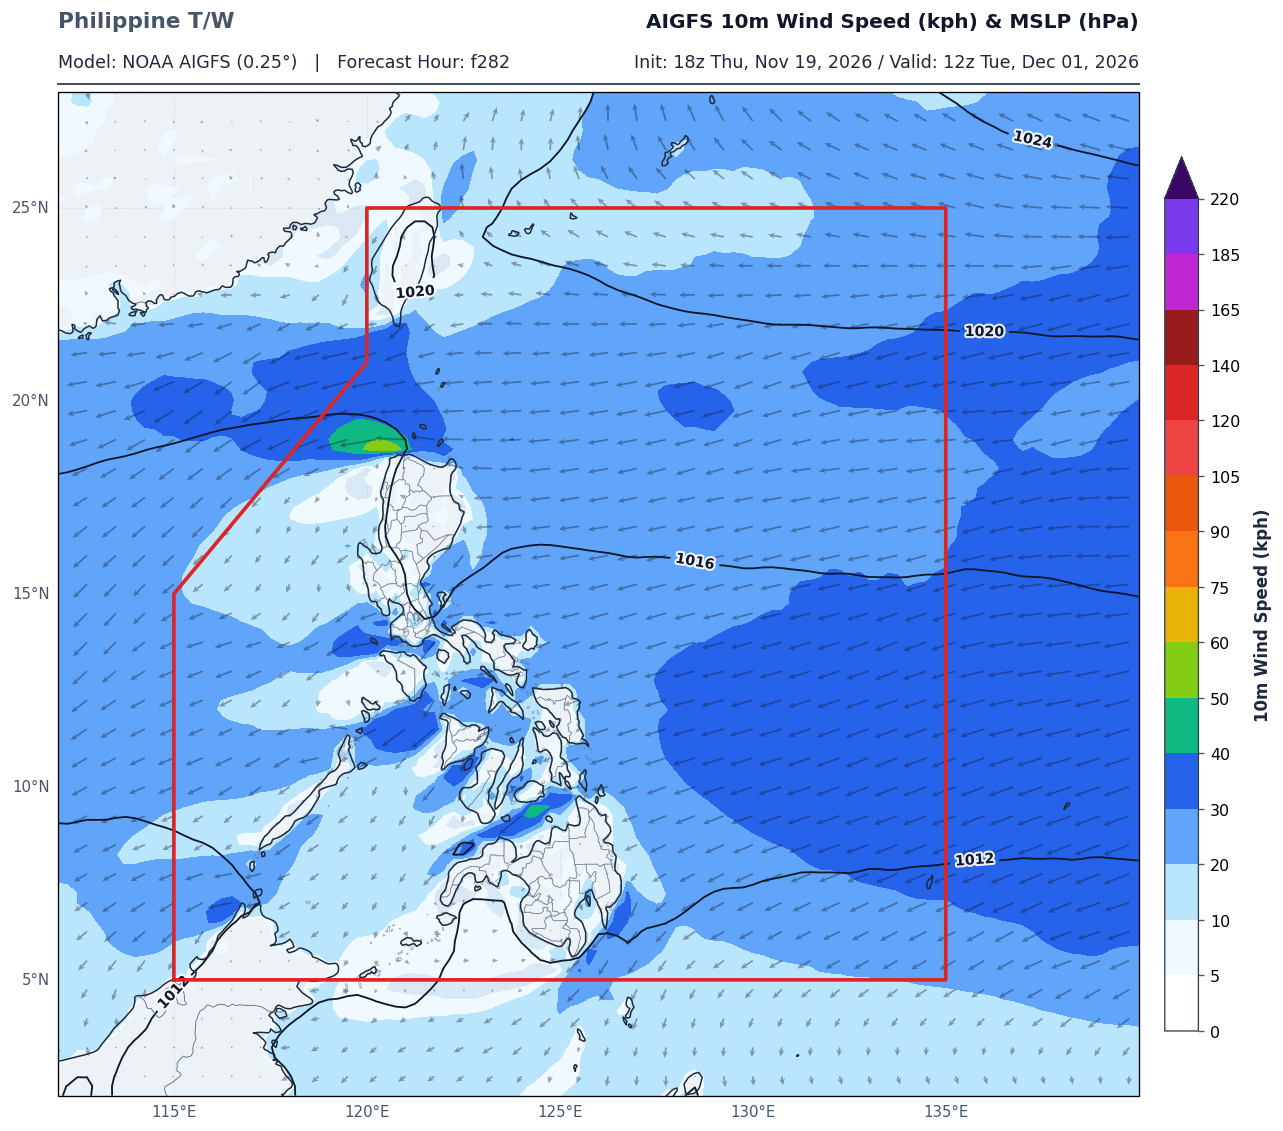 Philippine T/W
AIGFS 10m Wind Speed (kph) & MSLP (hPa)
Model: NOAA AIGFS (0.25°) | Forecast Hour: f282
Init: 18z Thu, Nov 19, 2026 / Valid: 12z Tue, Dec 01, 2026
1024
25°N
1020
1020
20°N
1016
15°N
10°N
1012
5°N
1012
115°E
120°E
125°E
130°E
135°E
220
185
165
140
120
105
90
75
60
50
40
30
20
10
5
0
10m Wind Speed (kph)